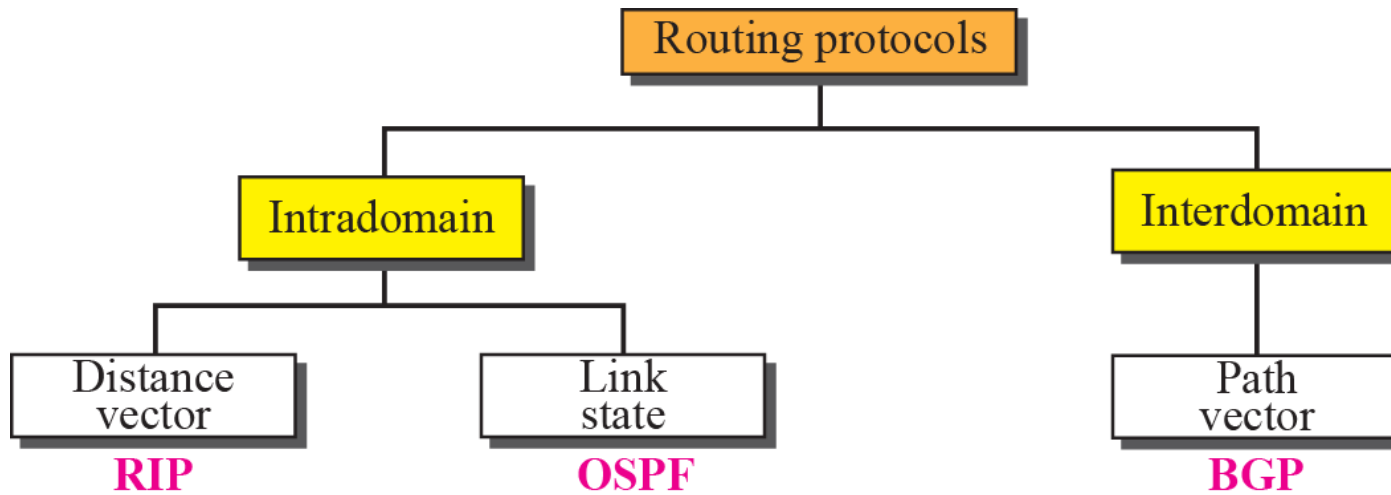 Routing protocols
Intradomain
Interdomain
Distance
vector
Link
state
Path
vector
RIP
OSPF
BGP